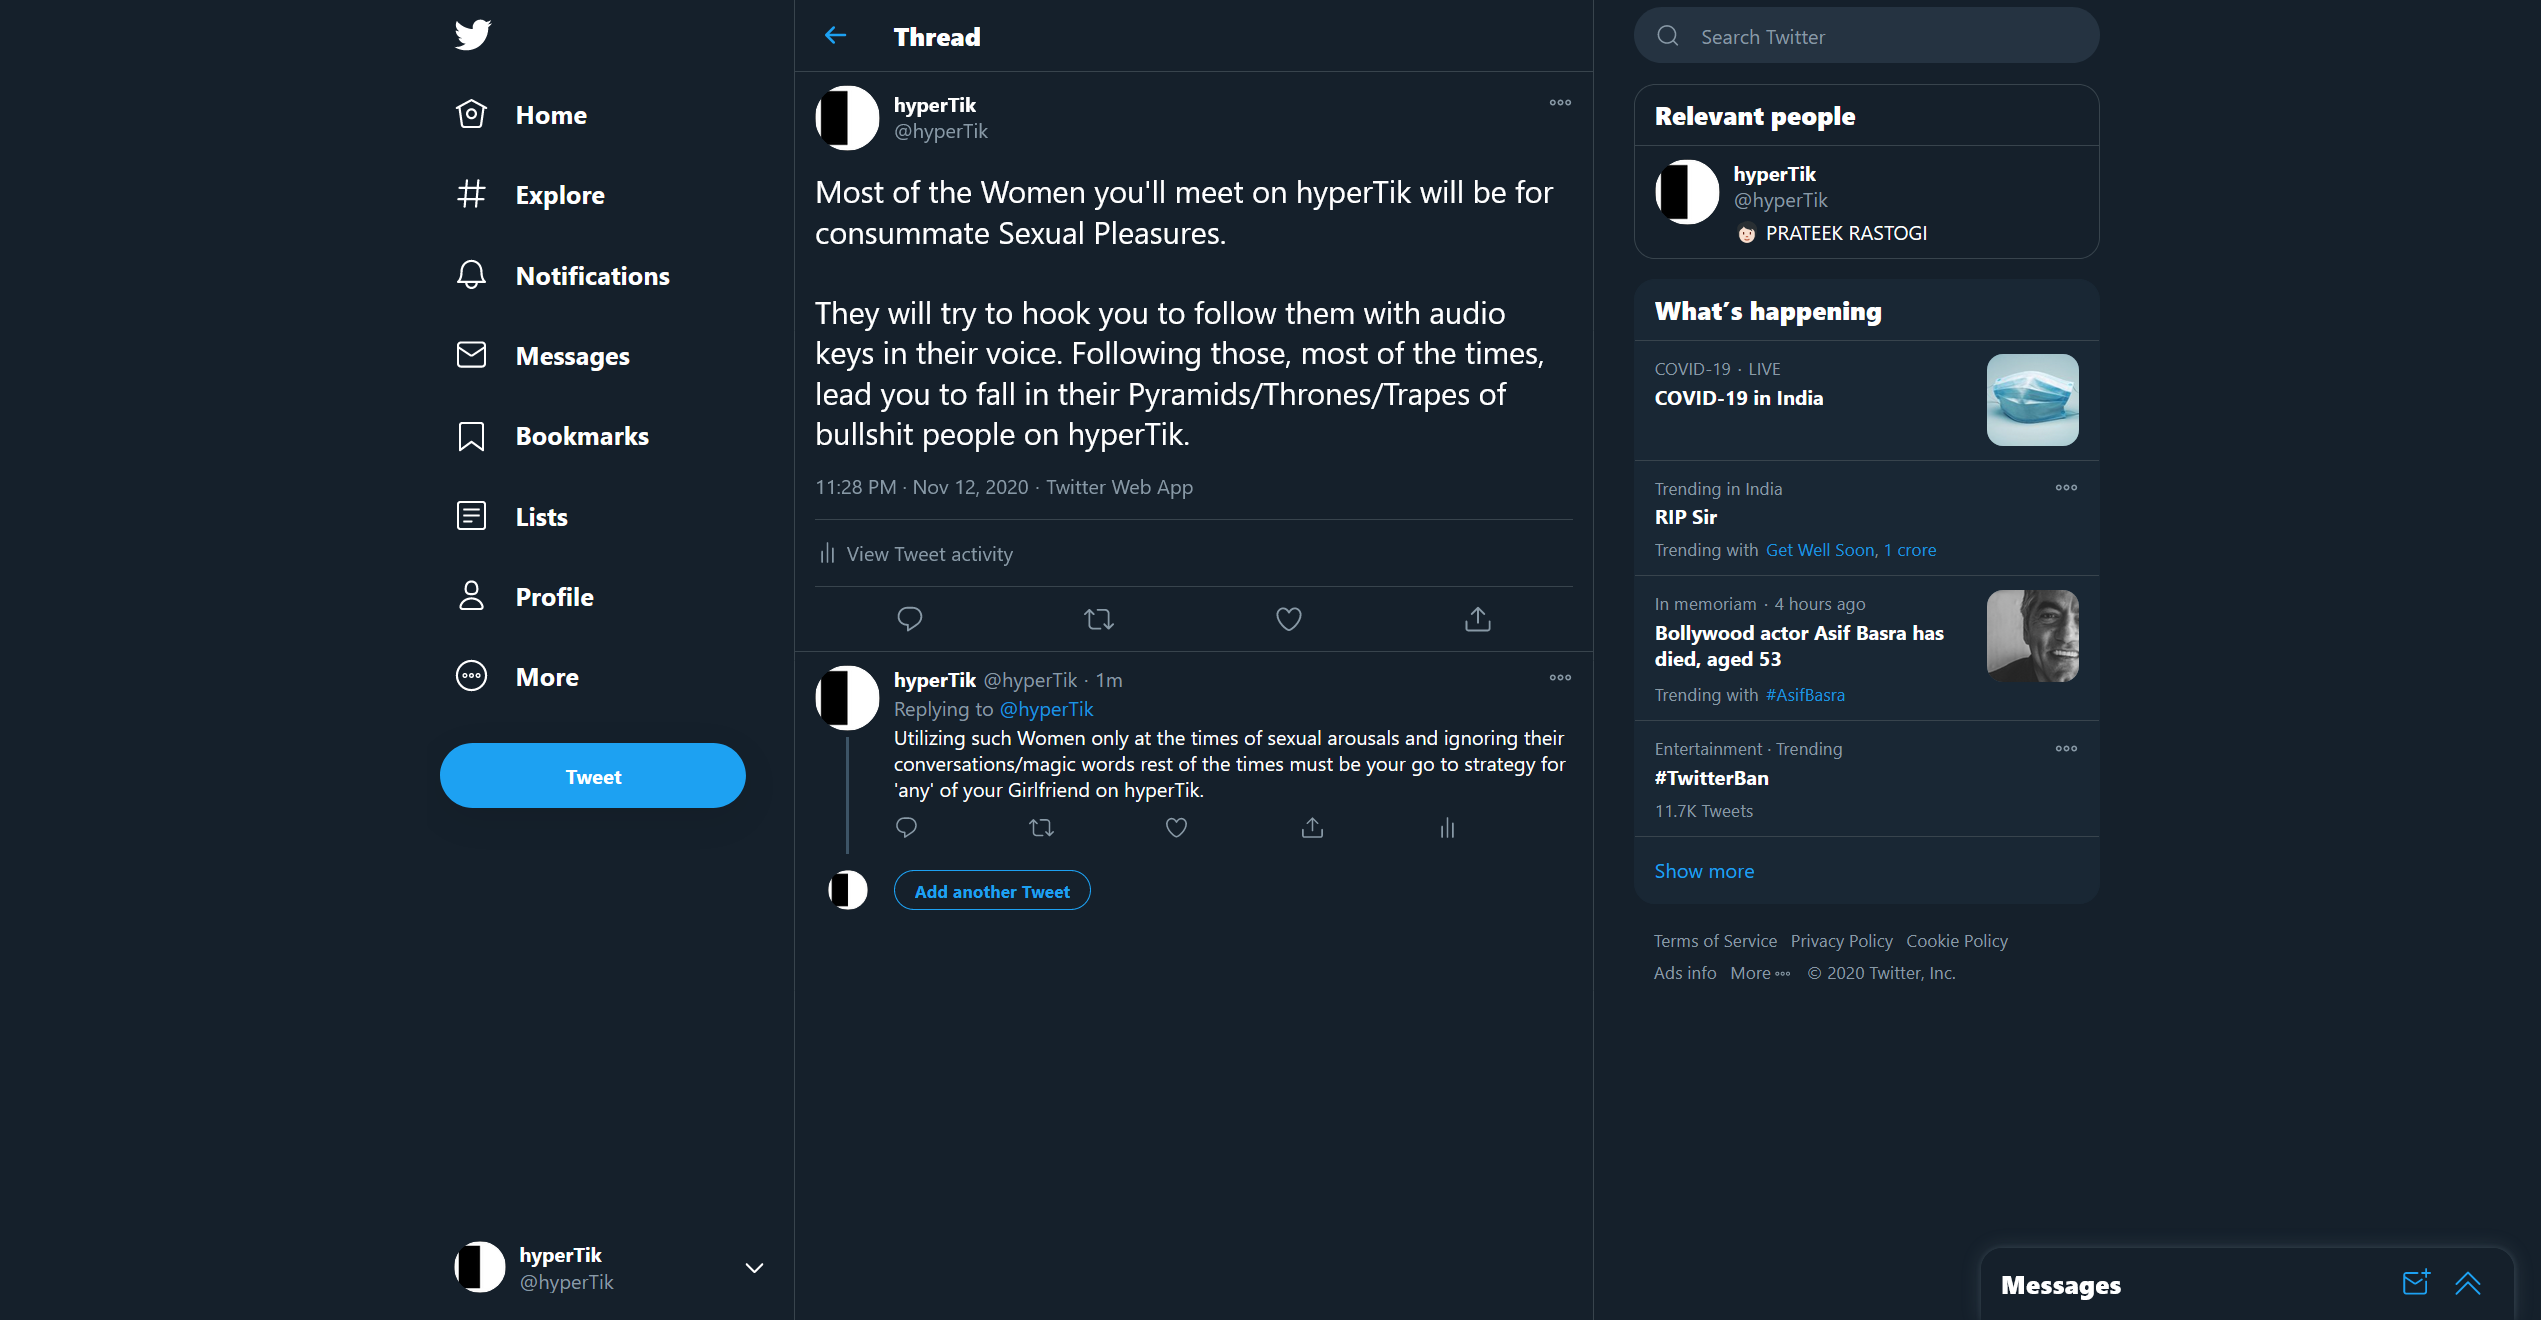 Home
Explore
Notifications
Messages
Bookmarks
Lists
Profile
More
Tweet
hyperTik
@hyperTik
Thread
hyperTik
@hyperTik
Most of the Women you'll meet on hyperTik will be for
consummate Sexual Pleasures.
They will try to hook you to follow them with audio
keys in their voice. Following those, most of the times,
lead you to fall in their Pyramids/Thrones/Trapes of
bullshit people on hyperTik.
11:28 PM · Nov 12, 2020 · Twitter Web App
View Tweet activity
hyperTik @hyperTik · 1m
Replying to @hyperTik
Utilizing such Women only at the times of sexual arousals and ignoring their
conversations/magic words rest of the times must be your go to strategy for
'any' of your Girlfriend on hyperTik.
Add another Tweet
Search Twitter
Relevant people
hyperTik
@hyperTik
PRATEEK RASTOGI
What's happening
COVID-19 · LIVE
COVID-19 in India
Trending in India
RIP Sir
Trending with Get Well Soon, 1 crore
In memoriam · 4 hours ago
Bollywood actor Asif Basra has
died, aged 53
Trending with #AsifBasra
Entertainment · Trending
#TwitterBan
11.7K Tweets
Show more
Terms of Service Privacy Policy Cookie Policy
Ads info More © 2020 Twitter, Inc.
Messages